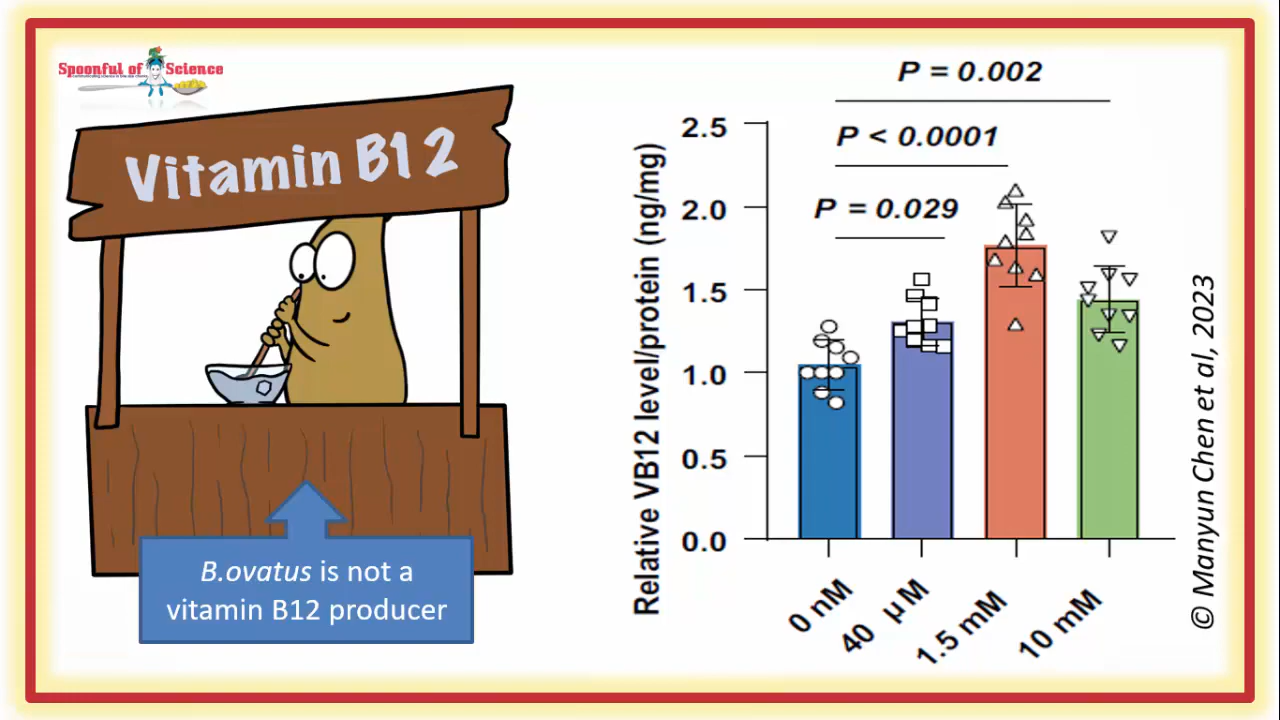 Spoonful of Science
Vitamin B12
B.ovatus is not a
vitamin B12 producer
P = 0.002
P < 0.0001
P = 0.029
Relative VB12 level/protein (ng/mg)
2.5
2.0
1.5
1.0
0.5
0.0
0 nM
40 µM
1.5 mM
10 mM
© Manyun Chen et al, 2023